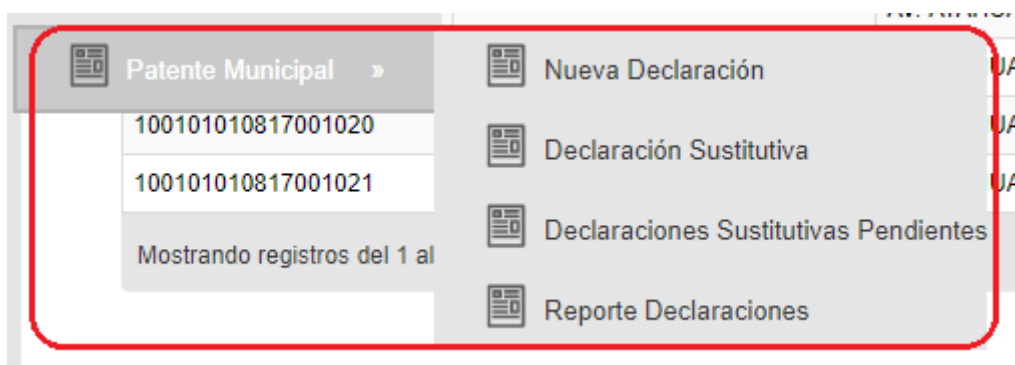 Patente Municipal »
Nueva Declaración
Declaración Sustitutiva
Declaraciones Sustitutivas Pendientes
Reporte Declaraciones
100101010817001020
100101010817001021
Mostrando registros del 1 al